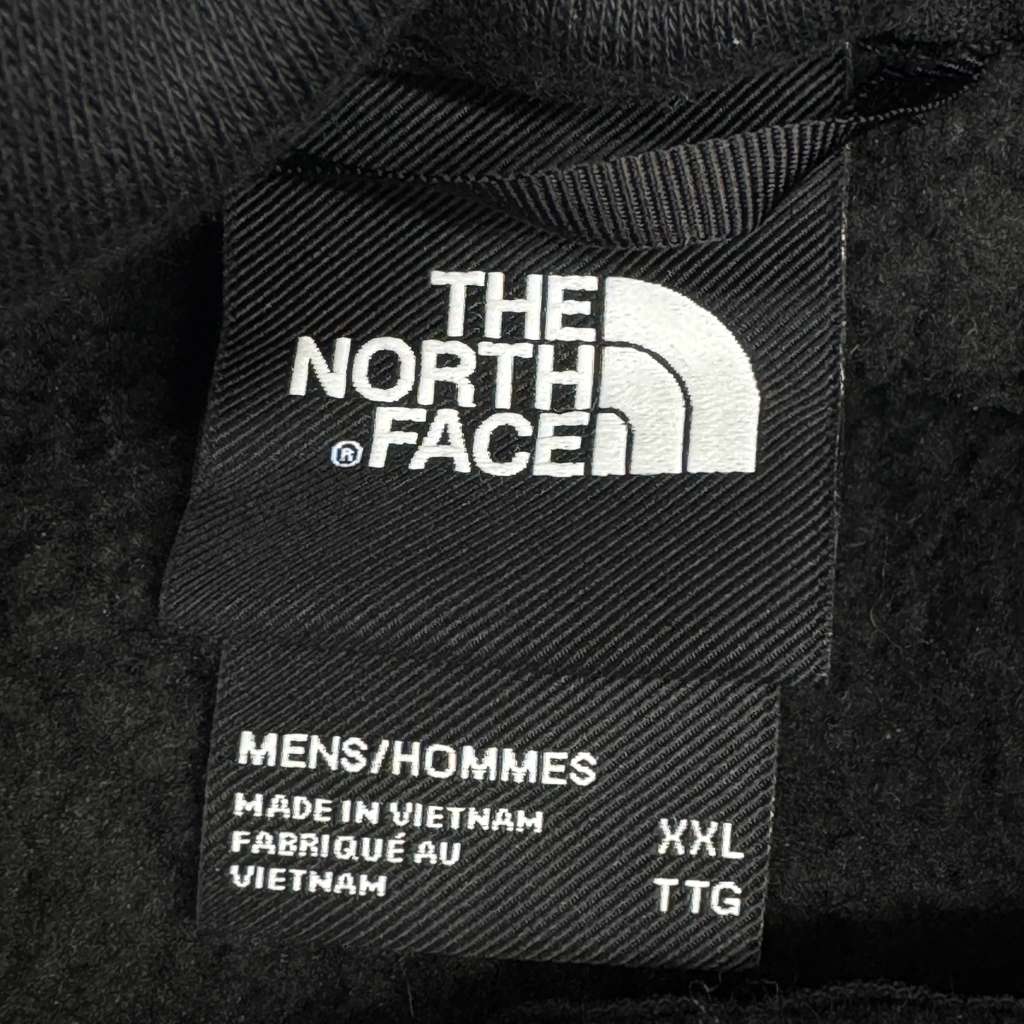 THE
NORTH
® FACE
MENS/HOMMES
MADE IN VIETNAM
FABRIQUÉ AU
VIETNAM
XXL
TTG